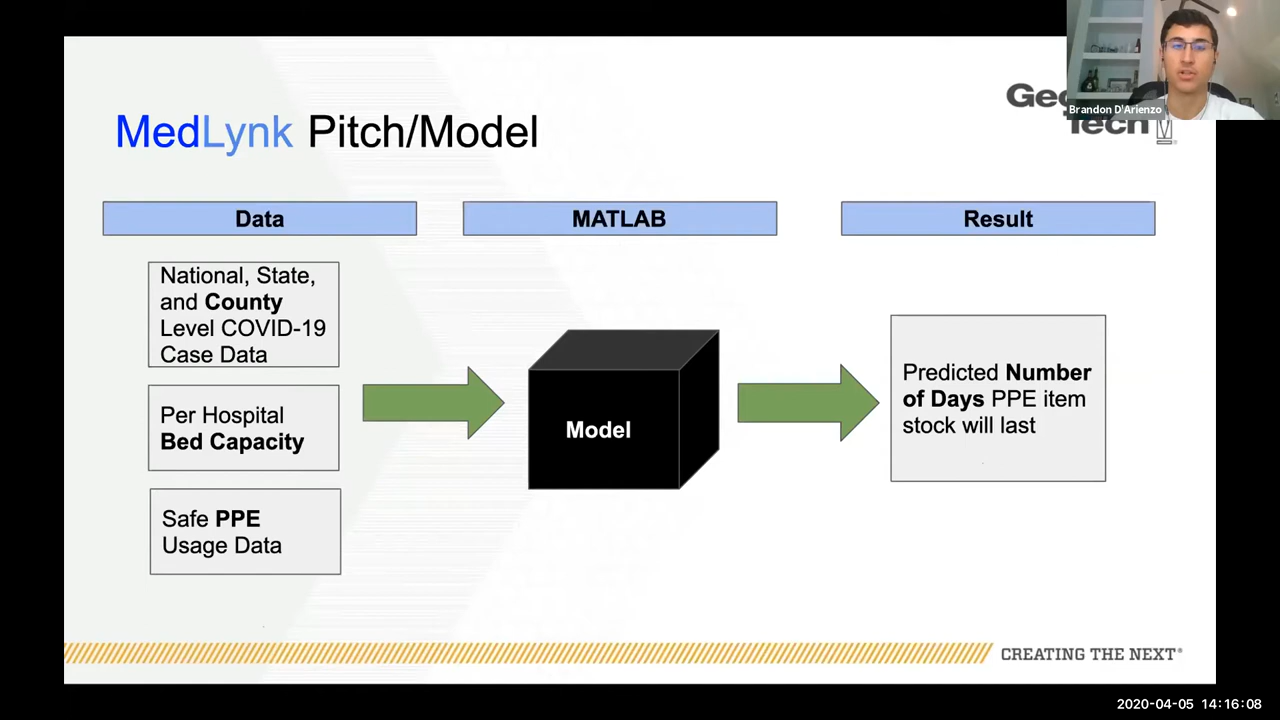 Brandon D'Arienzo
Tech
MedLynk Pitch/Model
Data
MATLAB
Result
National, State,
and County
Level COVID-19
Case Data
Per Hospital
Bed Capacity
Safe PPE
Usage Data
Model
Predicted Number
of Days PPE item
stock will last
CREATING THE NEXT®
2020-04-05 14:16:08